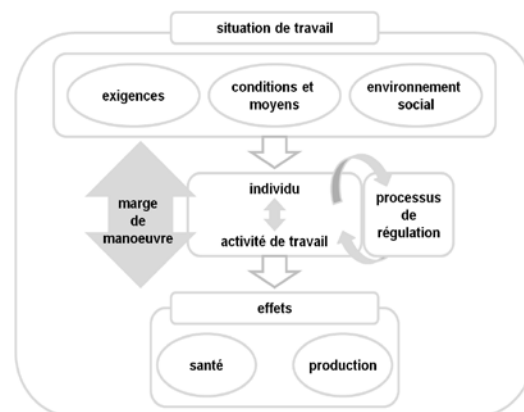 situation de travail
exigences
conditions et
moyens
environnement
social
marge
de
manoeuvre
individu
activité de travail
processus
de
régulation
effets
santé
production